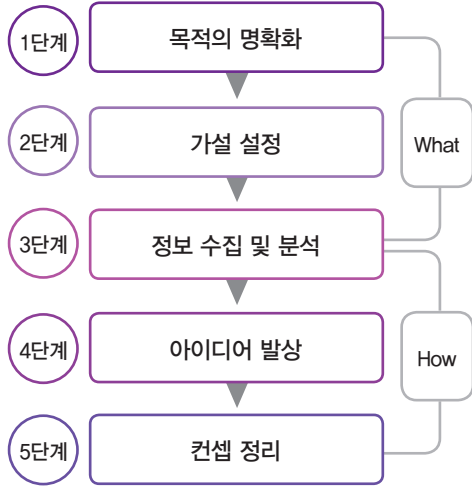 1단계
목적의 명확화
2단계
가설 설정
What
3단계
정보 수집 및 분석
4단계
아이디어 발상
How
5단계
컨셉 정리